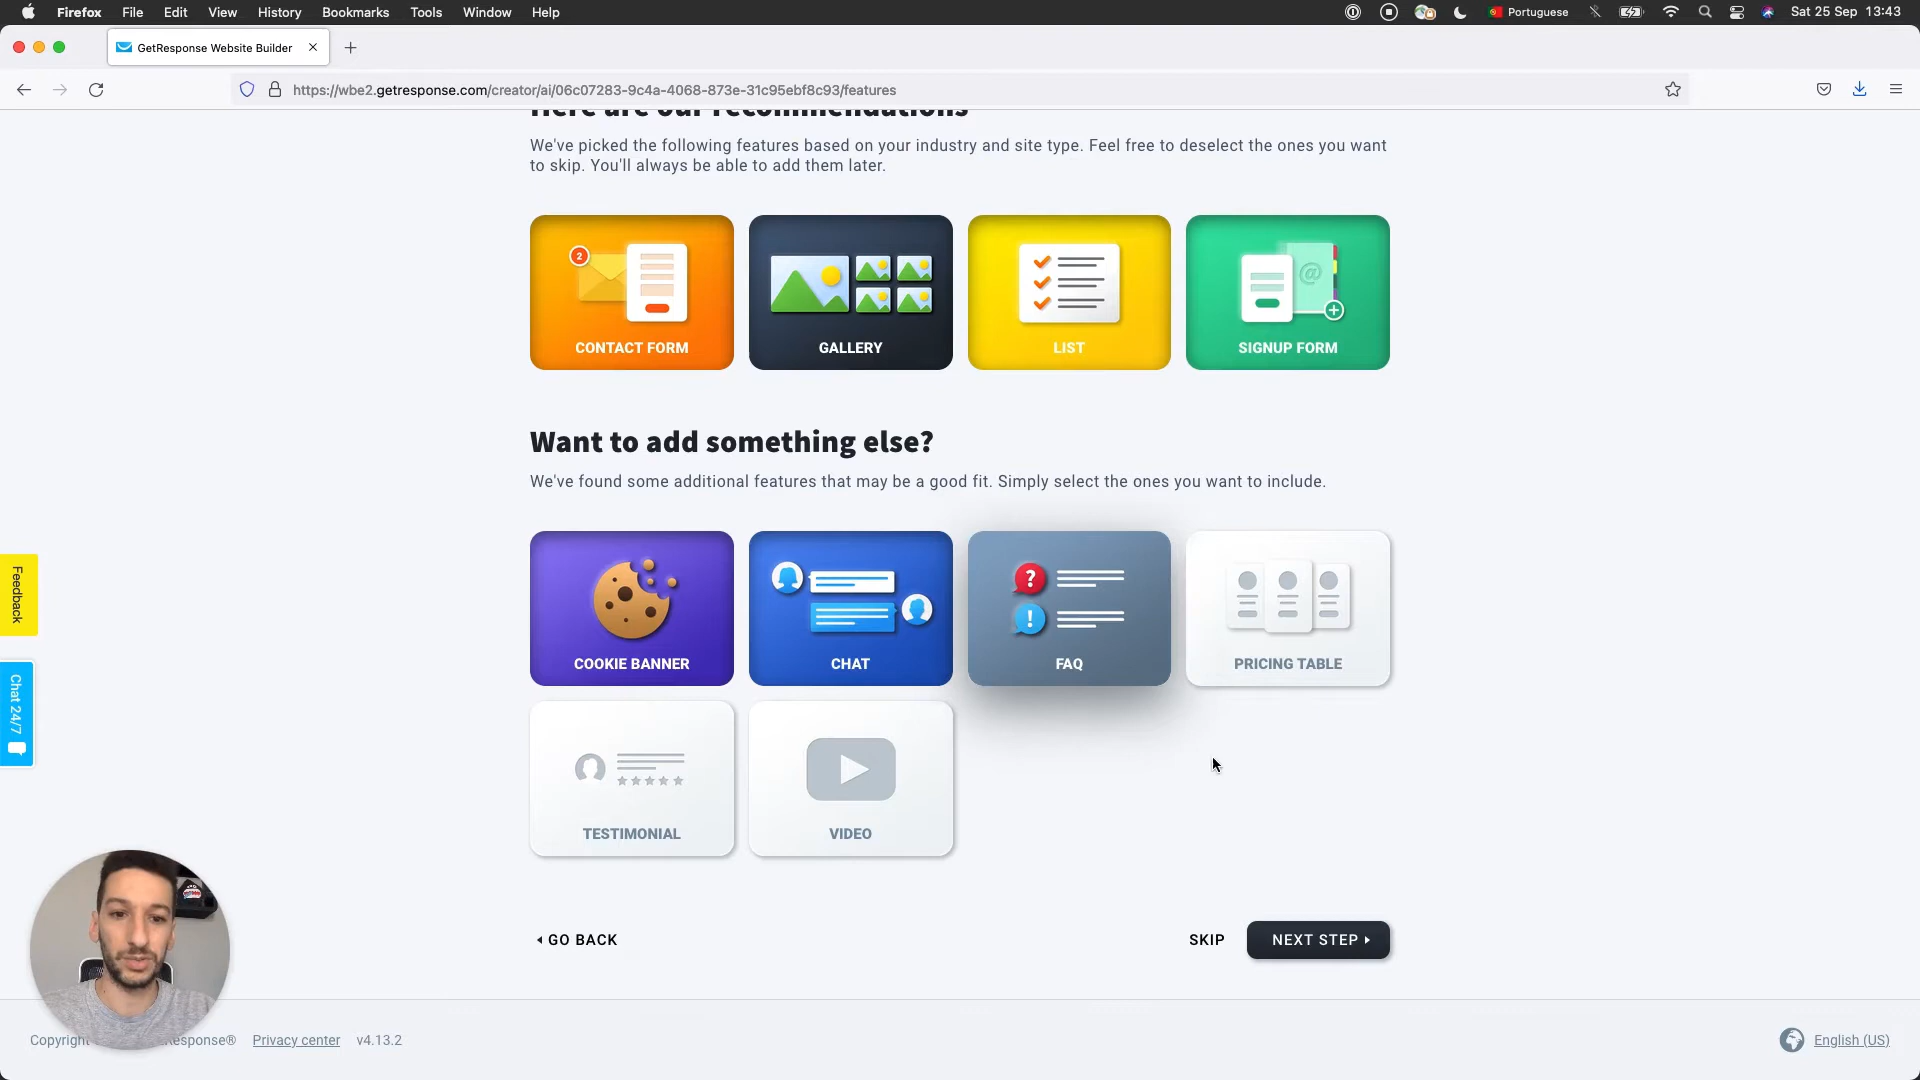 Firefox File Edit View History Bookmarks Tools Window Help Portuguese Sat 25 Sep 13:43
GetResponse Website Builder
https://wbe2.getresponse.com/creator/ai/06c07283-9c4a-4068-873e-31c95ebf8c93/features
Here are our recommendations
We've picked the following features based on your industry and site type. Feel free to deselect the ones you want
to skip. You'll always be able to add them later.
2
@
CONTACT FORM GALLERY LIST SIGNUP FORM
Want to add something else?
We've found some additional features that may be a good fit. Simply select the ones you want to include.
?
!
COOKIE BANNER CHAT FAQ PRICING TABLE
Feedback
Chat 24/7
TESTIMONIAL VIDEO
GO BACK SKIP NEXT STEP
Copyright esponse® Privacy center v4.13.2 English (US)